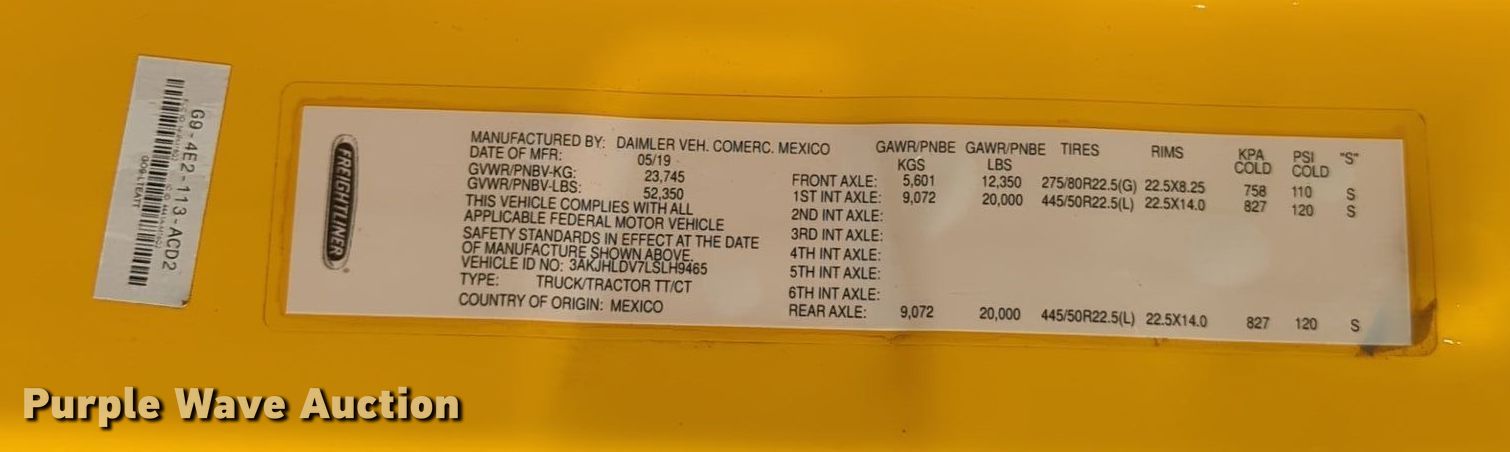 G9-4E2-113-ACD2
FREIGHTLINER
MANUFACTURED BY: DAIMLER VEH. COMERC. MEXICO
DATE OF MFR: 05/19
GVWR/PNBV-KG: 23,745
GVWR/PNBV-LBS: 52,350
THIS VEHICLE COMPLIES WITH ALL
APPLICABLE FEDERAL MOTOR VEHICLE
SAFETY STANDARDS IN EFFECT AT THE DATE
OF MANUFACTURE SHOWN ABOVE.
VEHICLE ID NO: 3AKJHLDV7LSLH9465
TYPE: TRUCK/TRACTOR TT/CT
COUNTRY OF ORIGIN: MEXICO
GAWR/PNBE GAWR/PNBE TIRES RIMS KPA PSI "S"
KGS LBS COLD COLD
FRONT AXLE: 5,601 12,350 275/80R22.5(G) 22.5X8.25 758 110 S
1ST INT AXLE: 9,072 20,000 445/50R22.5(L) 22.5X14.0 827 120 S
2ND INT AXLE:
3RD INT AXLE:
4TH INT AXLE:
5TH INT AXLE:
6TH INT AXLE:
REAR AXLE: 9,072 20,000 445/50R22.5(L) 22.5X14.0 827 120 S
Purple Wave Auction